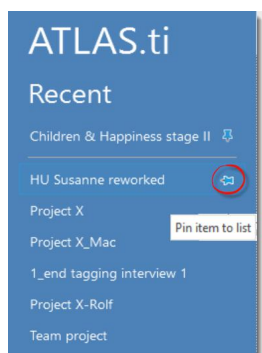 ATLAS.ti
Recent
Children & Happiness stage II
HU Susanne reworked
Project X
Pin item to list
Project X_Mac
1_end tagging interview 1
Project X-Rolf
Team project